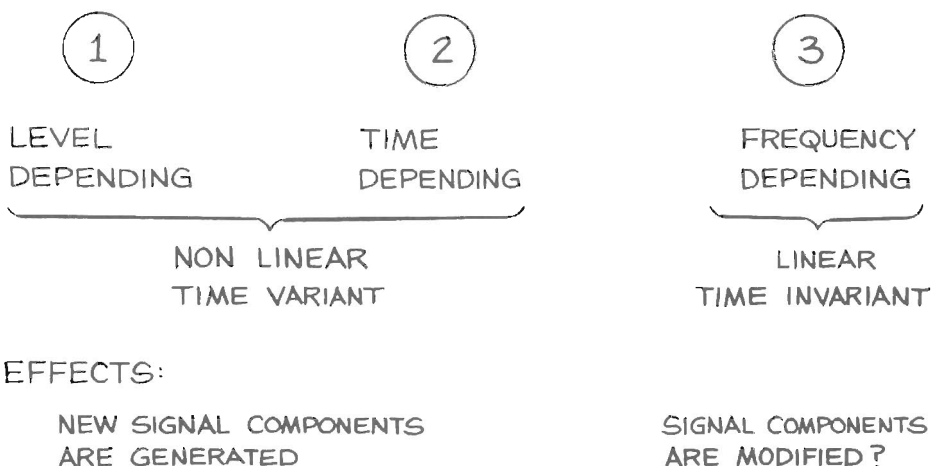 1 2 3
LEVEL DEPENDING
TIME DEPENDING
FREQUENCY DEPENDING
NON LINEAR
TIME VARIANT
LINEAR
TIME INVARIANT
EFFECTS:
NEW SIGNAL COMPONENTS
ARE GENERATED
SIGNAL COMPONENTS
ARE MODIFIED?